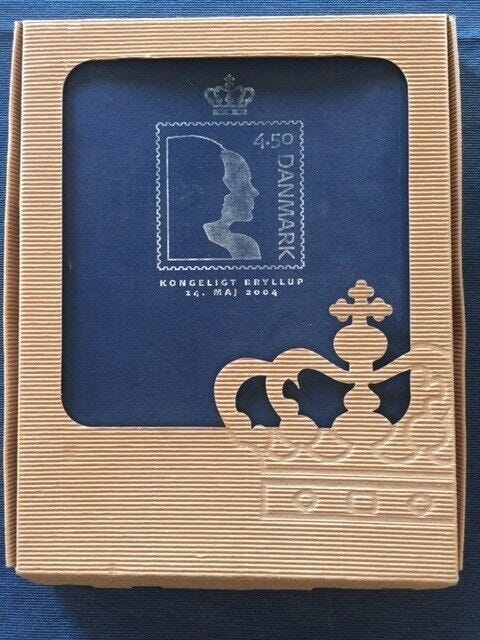 4.50
DANMARK
KONGELIGT BRYLLUP
14. MAJ 2004